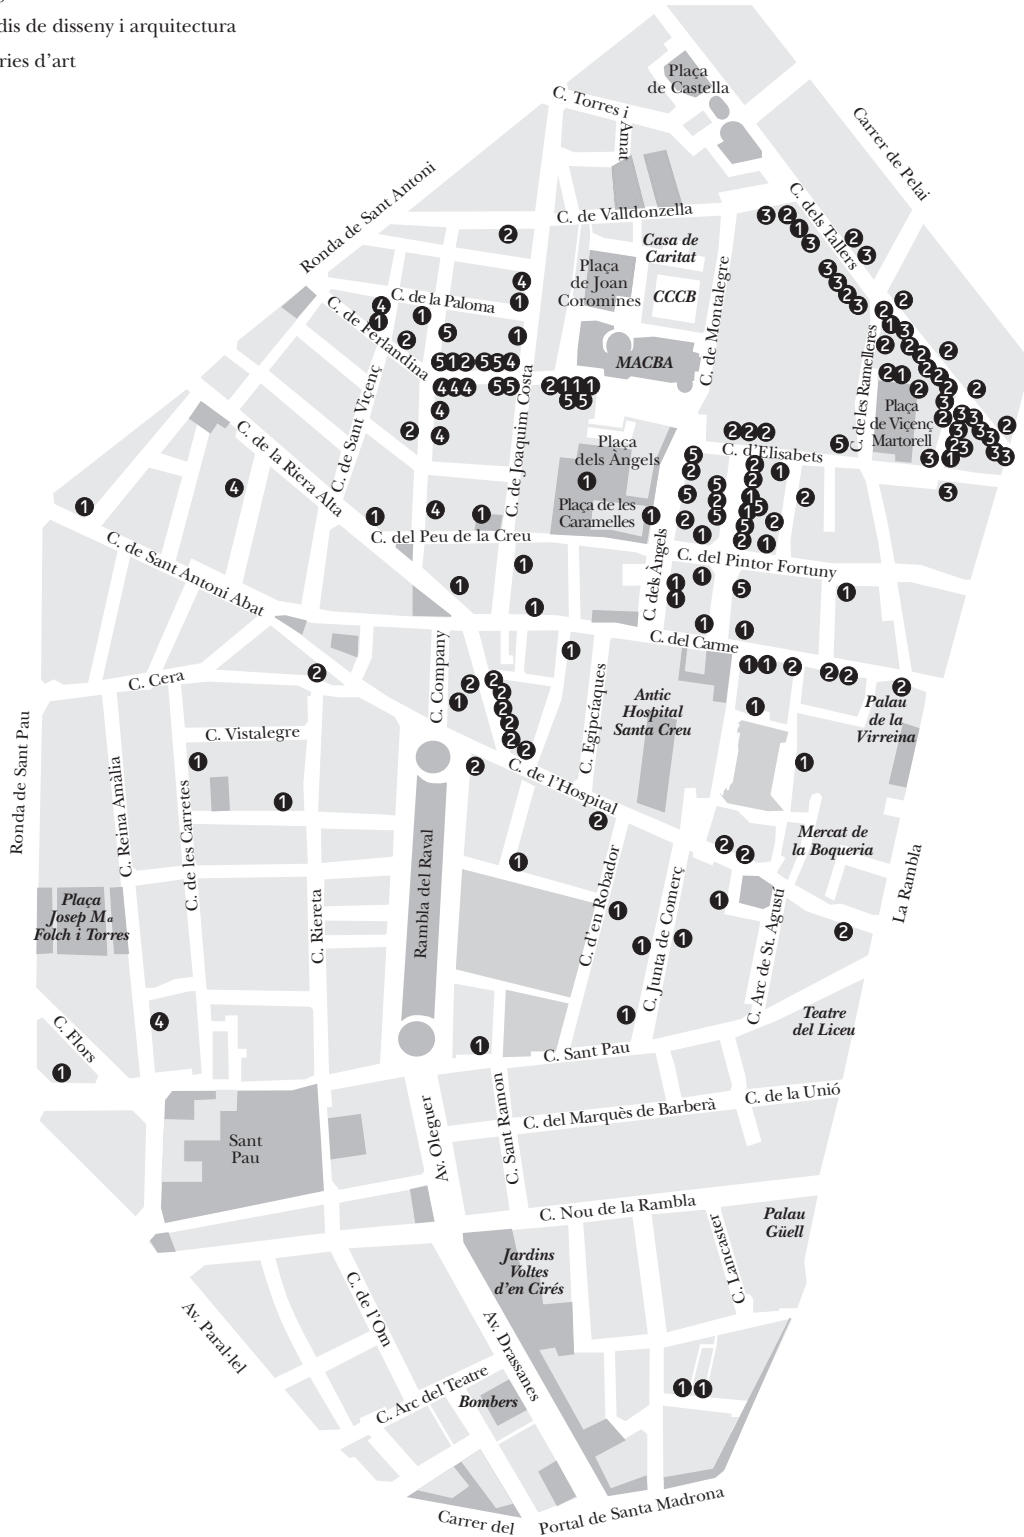 dis de disseny i arquitectura
ries d’art
Plaça
de Castella
C. Torres i
Amat
Carrer de Pelai
Ronda de Sant Antoni
C. de Valldonzella
C. dels Tallers
Casa de
Caritat
Plaça
de Joan
Coromines
CCCB
C. de Montalegre
C. de la Paloma
C. de Ferlandina
MACBA
C. de les Ramelleres
C. de Sant Viçenç
C. de Joaquim Costa
Plaça
de Viçenç
Martorell
C. de la Riera Alta
Plaça
dels Àngels
C. d’Elisabets
Plaça de les
Caramelles
C. del Peu de la Creu
C. de Sant Antoni Abat
C. dels Àngels
C. del Pintor Fortuny
C. del Carme
C. Cera
C. Company
C. Egipcíaques
Antic
Hospital
Santa Creu
Palau
de la
Virreina
Ronda de Sant Pau
C. Vistalegre
C. Reina Amàlia
C. de les Carretes
C. de l’Hospital
Mercat de
la Boqueria
La Rambla
Rambla del Raval
C. d’en Robador
C. Junta de Comerç
C. Arc de St. Agustí
Plaça
Josep Mª
Folch i Torres
C. Riereta
C. Flors
Teatre
del Liceu
C. Sant Pau
C. de la Unió
C. del Marquès de Barberà
Av. Oleguer
C. Sant Ramon
Sant
Pau
C. Nou de la Rambla
C. Lancaster
Palau
Güell
Jardins
Voltes
d’en Cirés
Av. Paral·lel
C. de l’Om
Av. Drassanes
C. Arc del Teatre
Bombers
Carrer del
Portal de Santa Madrona